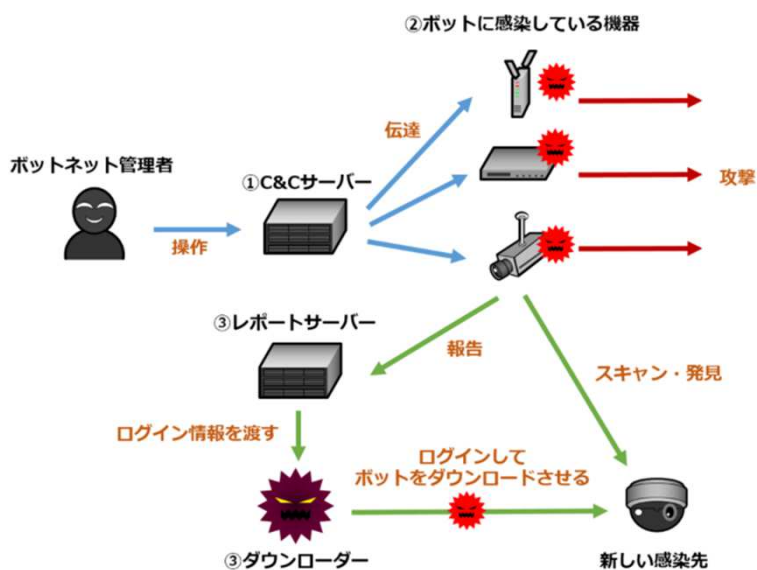 ②ボットに感染している機器
伝達
ボットネット管理者
①C&Cサーバー
攻撃
操作
③レポートサーバー
報告
スキャン・発見
ログイン情報を渡す
ログインして
ボットをダウンロードさせる
③ダウンローダー
新しい感染先